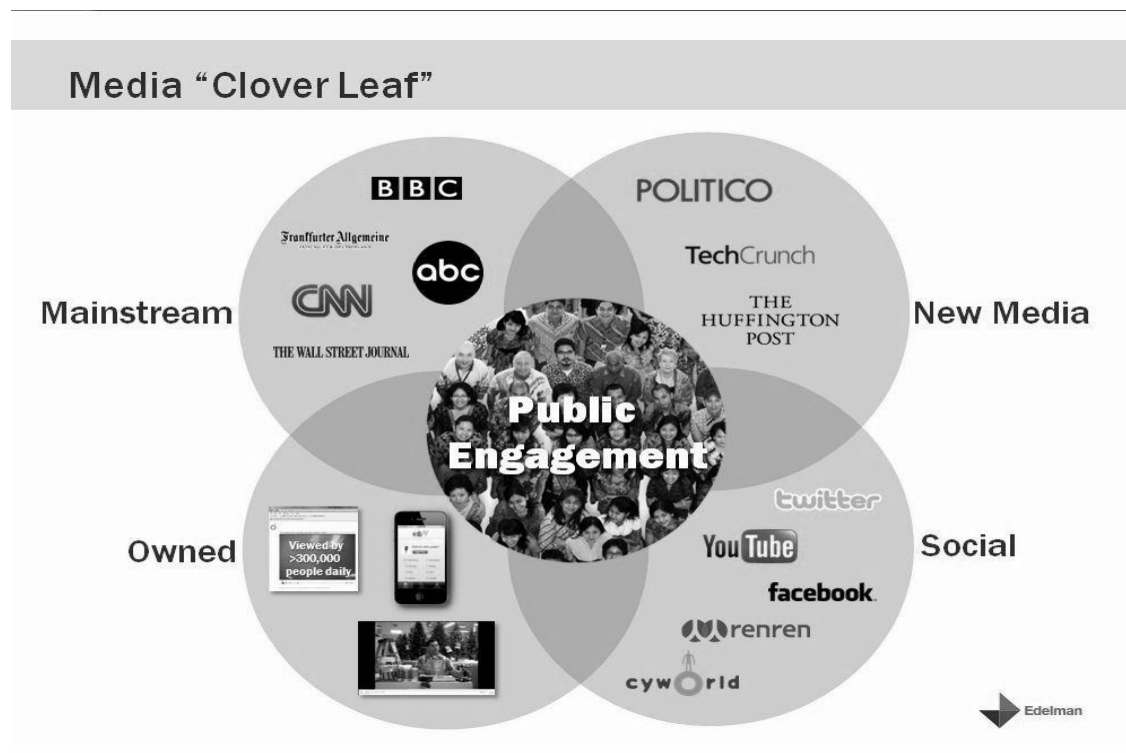 Media “Clover Leaf”
BBC
POLITICO
Frankfurter Allgemeine
abc
TechCrunch
CNN
THE
HUFFINGTON
POST
Mainstream
New Media
THE WALL STREET JOURNAL
Public
Engagement
twitter
Owned
Viewed by
>300,000
people daily
YouTube
Social
facebook.
renren
cyworld
Edelman